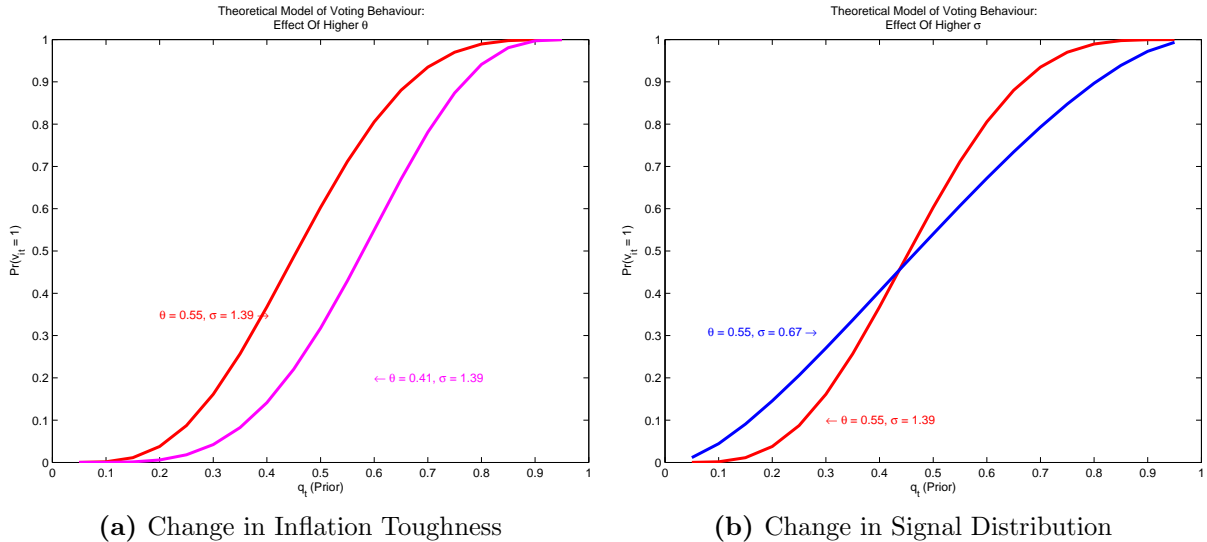 Theoretical Model of Voting Behaviour:
Effect Of Higher θ
1
0.9
0.8
0.7
0.6
0.5
0.4
0.3
0.2
0.1
0
Pr(v_it = 1)
θ = 0.55, σ = 1.39 →
← θ = 0.41, σ = 1.39
0 0.1 0.2 0.3 0.4 0.5 0.6 0.7 0.8 0.9 1
q_t (Prior)
(a) Change in Inflation Toughness
Theoretical Model of Voting Behaviour:
Effect Of Higher σ
1
0.9
0.8
0.7
0.6
0.5
0.4
0.3
0.2
0.1
0
Pr(v_it = 1)
θ = 0.55, σ = 0.67 →
← θ = 0.55, σ = 1.39
0 0.1 0.2 0.3 0.4 0.5 0.6 0.7 0.8 0.9 1
q_t (Prior)
(b) Change in Signal Distribution